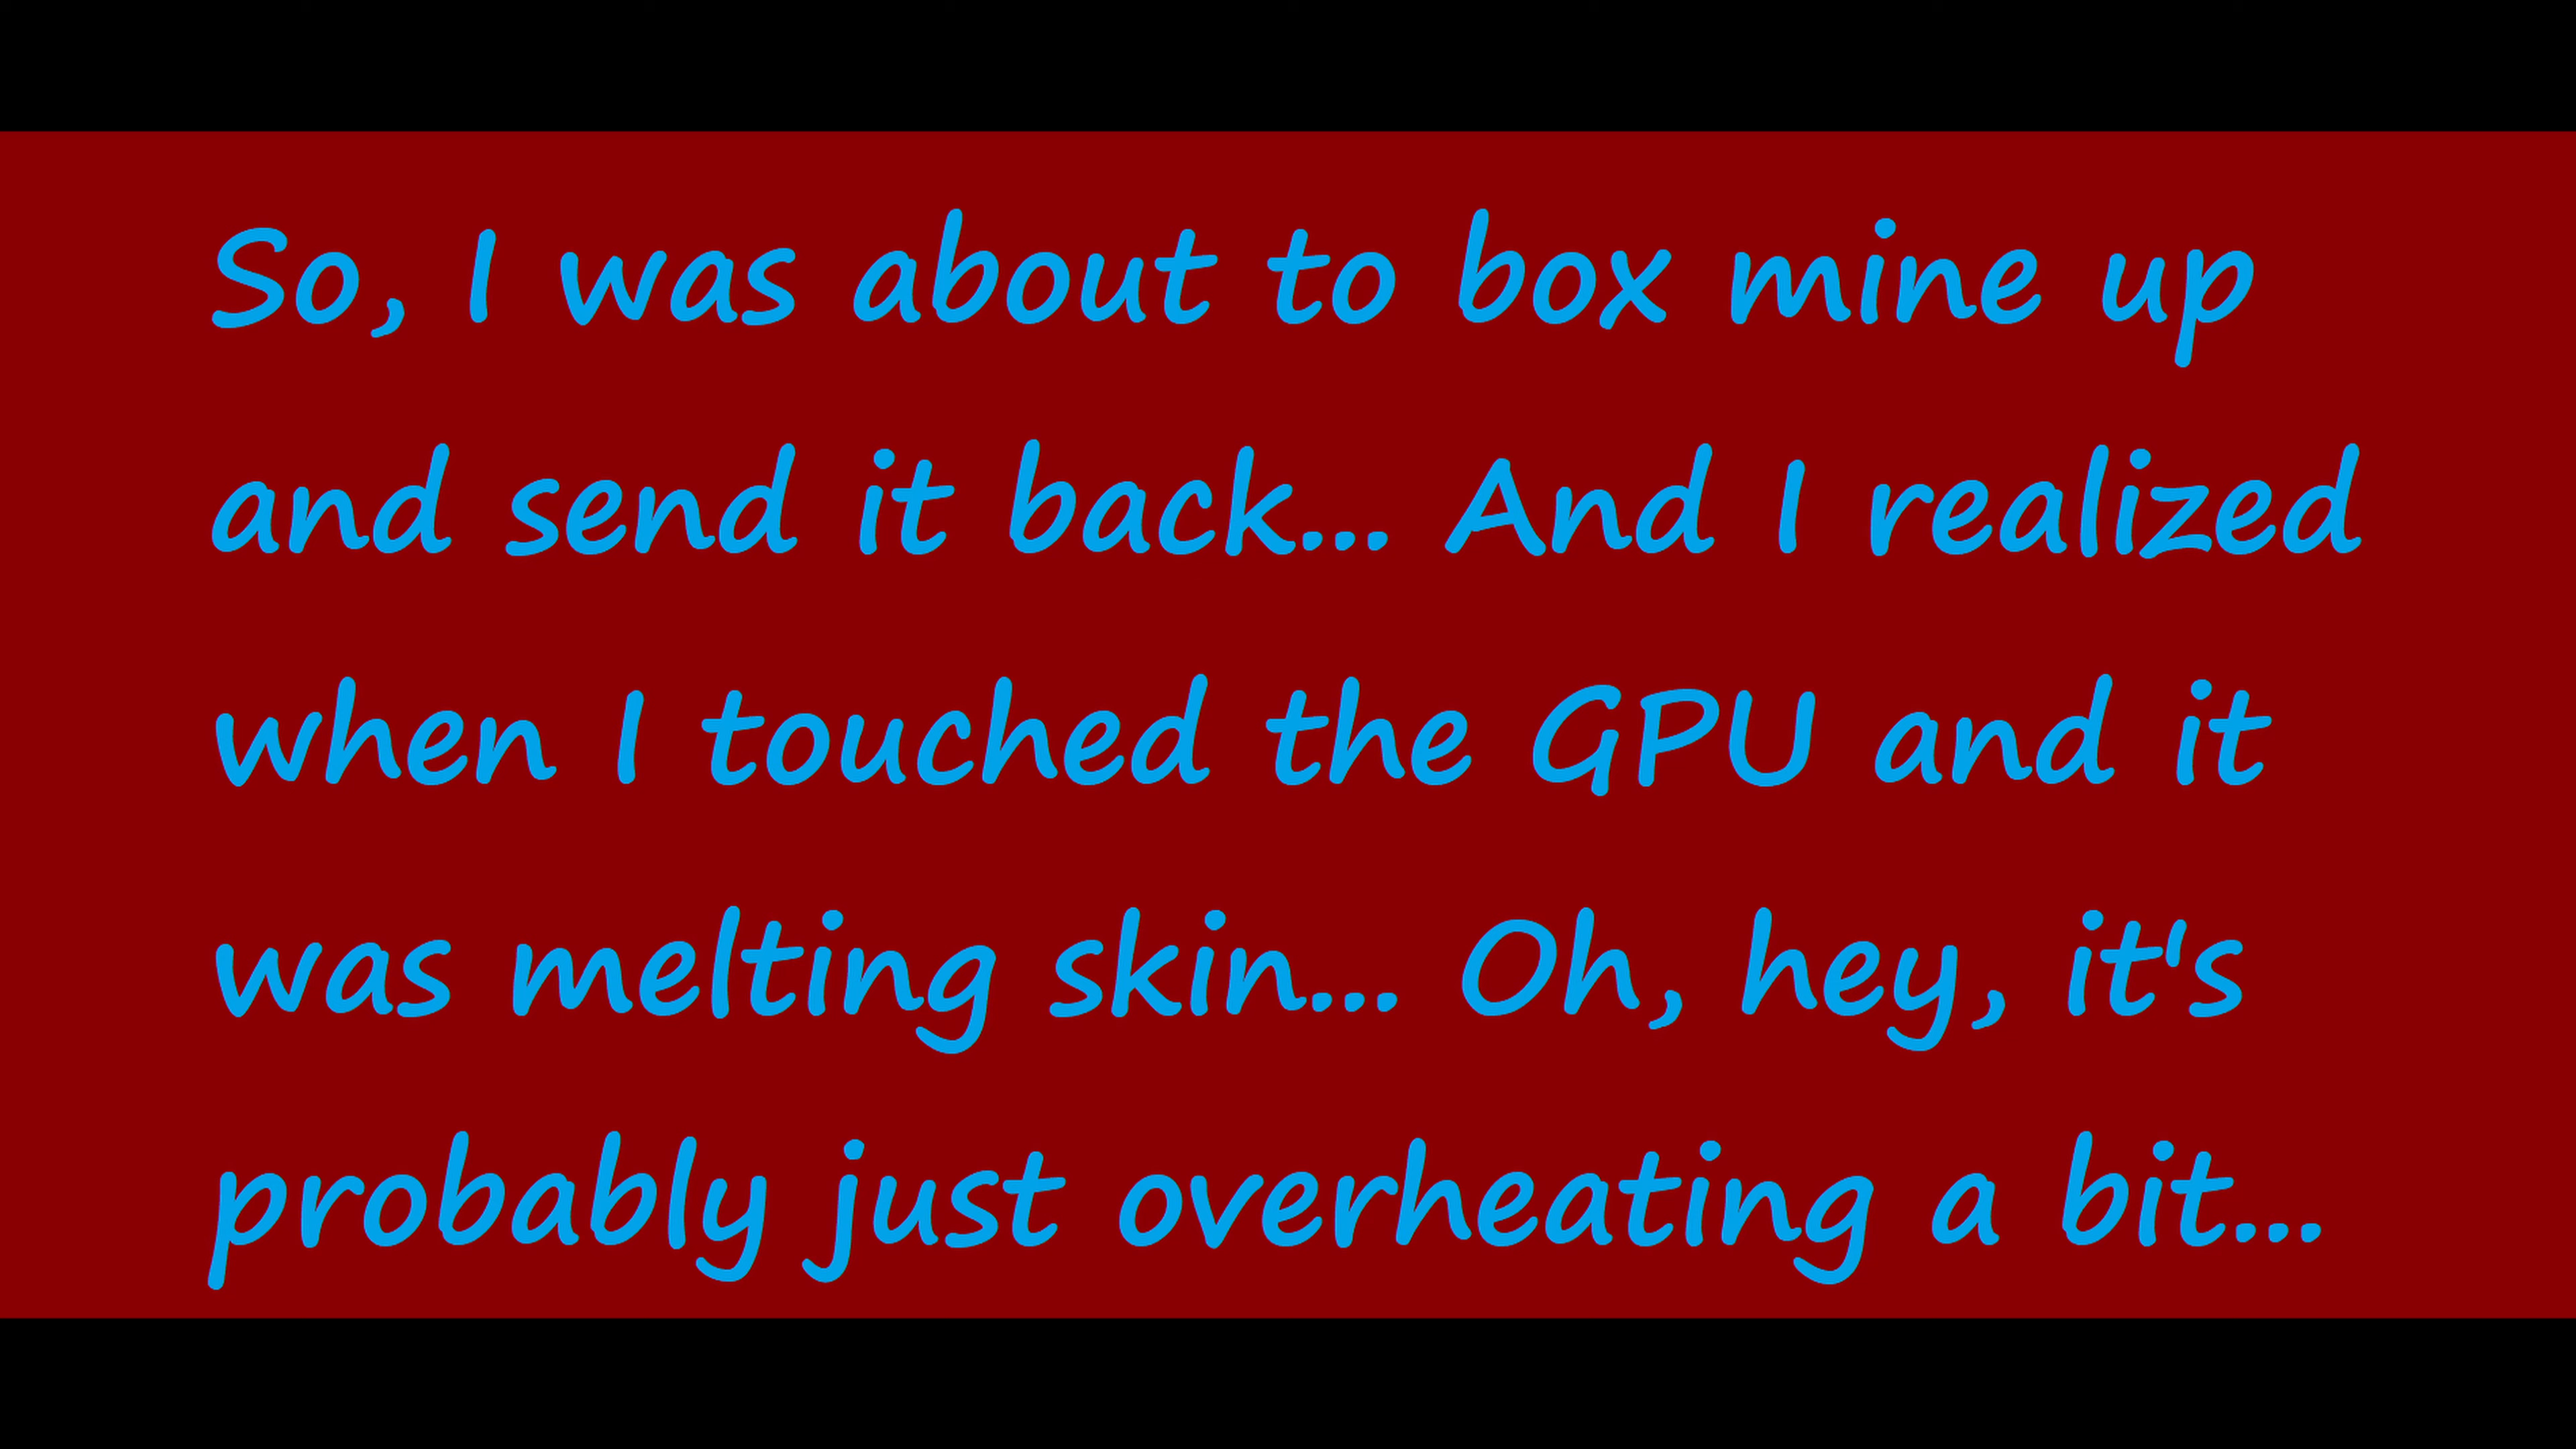 So, I was about to box mine up
and send it back... And I realized
when I touched the GPU and it
was melting skin... Oh, hey, it's
probably just overheating a bit...